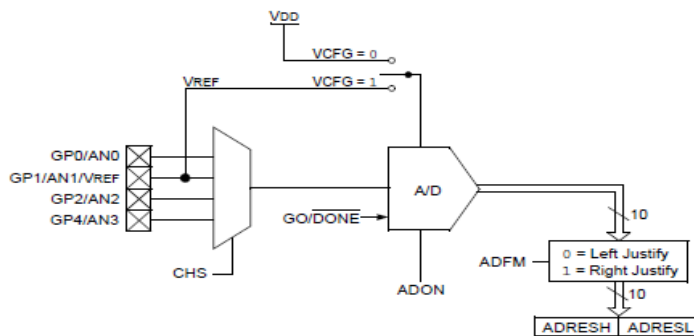 VDD
VCFG = 0
VREF
VCFG = 1
GP0/AN0
GP1/AN1/VREF
GP2/AN2
GP4/AN3
A/D
GO/DONE
CHS
ADON
10
ADFM
0 = Left Justify
1 = Right Justify
10
ADRESH ADRESL